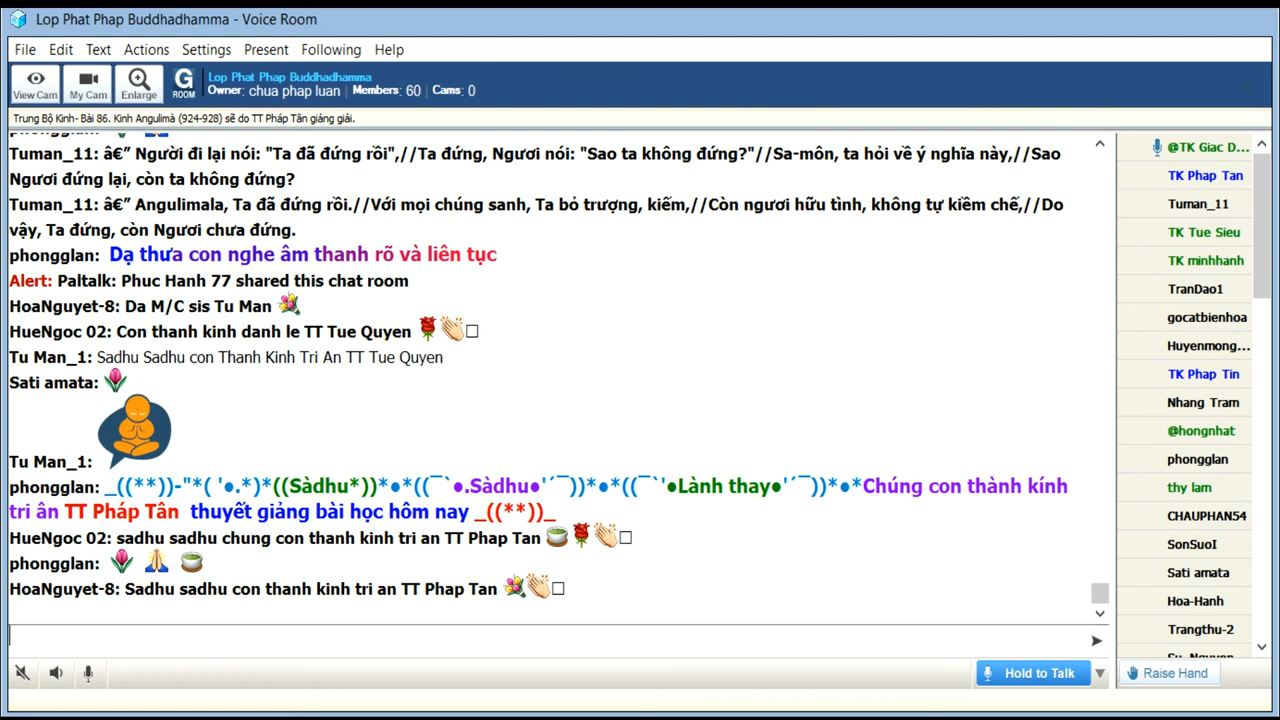 Lop Phat Phap Buddhadhamma - Voice Room
File Edit Text Actions Settings Present Following Help
View Cam My Cam Enlarge G ROOM
Lop Phat Phap Buddhadhamma
Owner: chua phap luan | Members: 60 | Cams: 0
Trung Bộ Kinh- Bài 86. Kinh Angulimà (924-928) sẽ do TT Pháp Tân giảng giải.
Tuman_11: â€” Người đi lại nói: "Ta đã đứng rồi",//Ta đứng, Ngươi nói: "Sao ta không đứng?"//Sa-môn, ta hỏi về ý nghĩa này,//Sao
Ngươi đứng lại, còn ta không đứng?
Tuman_11: â€” Angulimala, Ta đã đứng rồi.//Với mọi chúng sanh, Ta bỏ trượng, kiếm,//Còn ngươi hữu tình, không tự kiềm chế,//Do
vậy, Ta đứng, còn Ngươi chưa đứng.
phongglan: Dạ thưa con nghe âm thanh rõ và liên tục
Alert: Paltalk: Phuc Hanh 77 shared this chat room
HoaNguyet-8: Da M/C sis Tu Man
HueNgoc 02: Con thanh kinh danh le TT Tue Quyen
Tu Man_1: Sadhu Sadhu con Thanh Kinh Tri An TT Tue Quyen
Sati amata:
Tu Man_1:
phongglan: _((**))-"*( '●.*)*((Sàdhu*))*●*((¯`●.Sàdhu●'´¯))*●*((¯`'●Lành thay●'´¯))*●*Chúng con thành kính
tri ân TT Pháp Tân thuyết giảng bài học hôm nay _((**))_
HueNgoc 02: sadhu sadhu chung con thanh kinh tri an TT Phap Tan
phongglan:
HoaNguyet-8: Sadhu sadhu con thanh kinh tri an TT Phap Tan
@TK Giac D...
TK Phap Tan
Tuman_11
TK Tue Sieu
TK minhhanh
TranDao1
gocatbienhoa
Huyenmong...
TK Phap Tin
Nhang Tram
@hongnhat
phongglan
thy lam
CHAUPHAN54
SonSuoI
Sati amata
Hoa-Hanh
Trangthu-2
Hold to Talk
Raise Hand